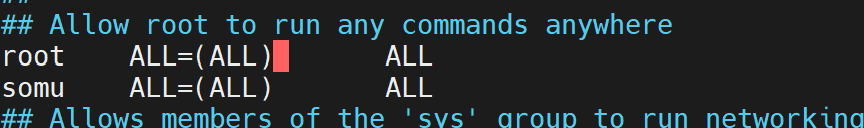 ##
## Allow root to run any commands anywhere
root    ALL=(ALL)       ALL
somu    ALL=(ALL)       ALL
## Allows members of the 'sys' group to run networking